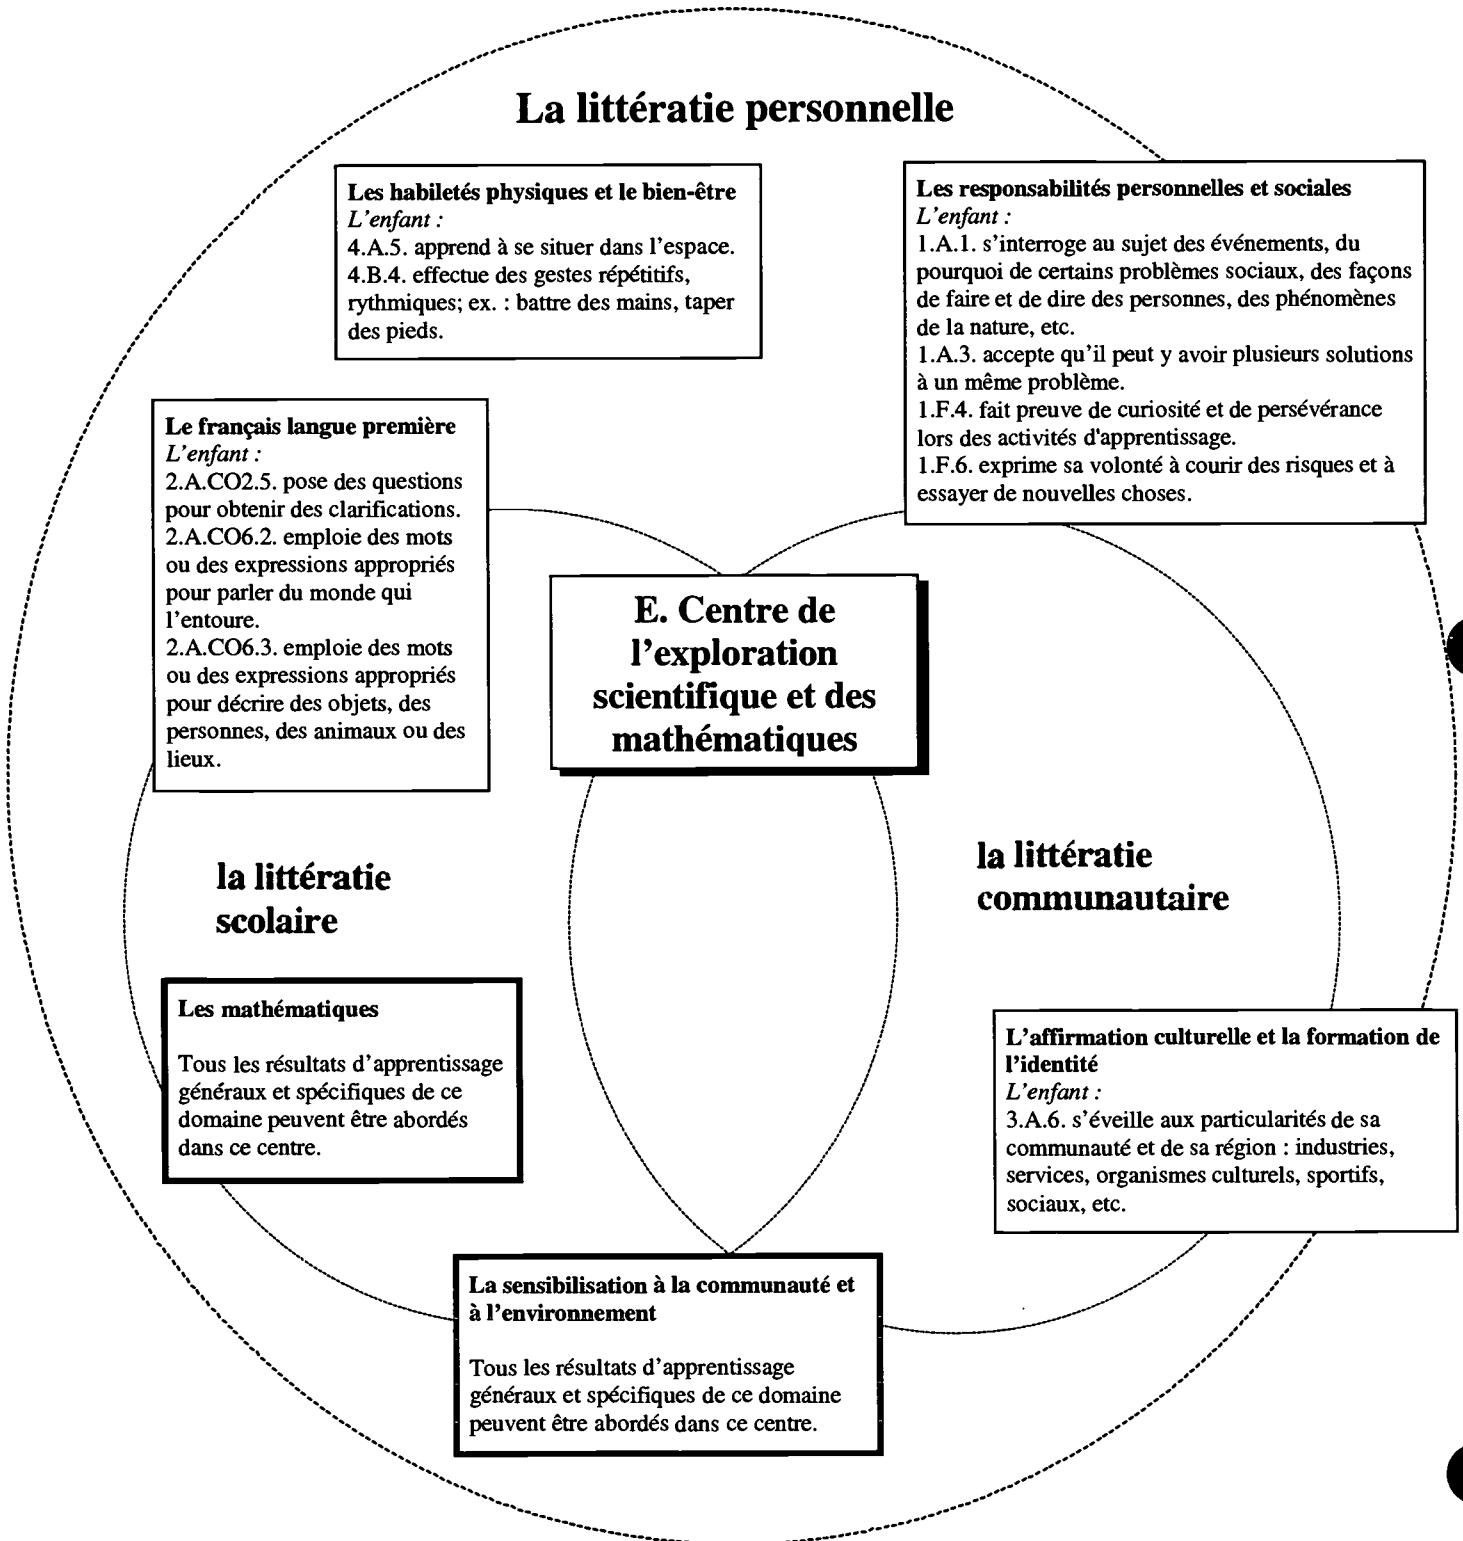 La littératie personnelle
Les habiletés physiques et le bien-être
L'enfant :
4.A.5. apprend à se situer dans l'espace.
4.B.4. effectue des gestes répétitifs,
rythmiques; ex. : battre des mains, taper
des pieds.
Les responsabilités personnelles et sociales
L'enfant :
1.A.1. s'interroge au sujet des événements, du
pourquoi de certains problèmes sociaux, des façons
de faire et de dire des personnes, des phénomènes
de la nature, etc.
1.A.3. accepte qu'il peut y avoir plusieurs solutions
à un même problème.
1.F.4. fait preuve de curiosité et de persévérance
lors des activités d'apprentissage.
1.F.6. exprime sa volonté à courir des risques et à
essayer de nouvelles choses.
Le français langue première
L'enfant :
2.A.CO2.5. pose des questions
pour obtenir des clarifications.
2.A.CO6.2. emploie des mots
ou des expressions appropriés
pour parler du monde qui
l'entoure.
2.A.CO6.3. emploie des mots
ou des expressions appropriés
pour décrire des objets, des
personnes, des animaux ou des
lieux.
E. Centre de
l'exploration
scientifique et des
mathématiques
la littératie
scolaire
la littératie
communautaire
Les mathématiques
Tous les résultats d'apprentissage
généraux et spécifiques de ce
domaine peuvent être abordés
dans ce centre.
L'affirmation culturelle et la formation de
l'identité
L'enfant :
3.A.6. s'éveille aux particularités de sa
communauté et de sa région : industries,
services, organismes culturels, sportifs,
sociaux, etc.
La sensibilisation à la communauté et
à l'environnement
Tous les résultats d'apprentissage
généraux et spécifiques de ce domaine
peuvent être abordés dans ce centre.